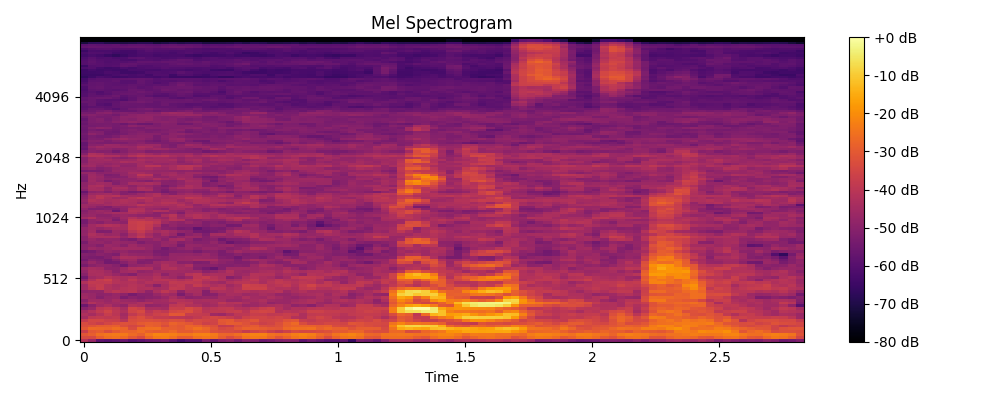 Mel Spectrogram
Hz
4096
2048
1024
512
0
0
0.5
1
1.5
2
2.5
Time
+0 dB
-10 dB
-20 dB
-30 dB
-40 dB
-50 dB
-60 dB
-70 dB
-80 dB